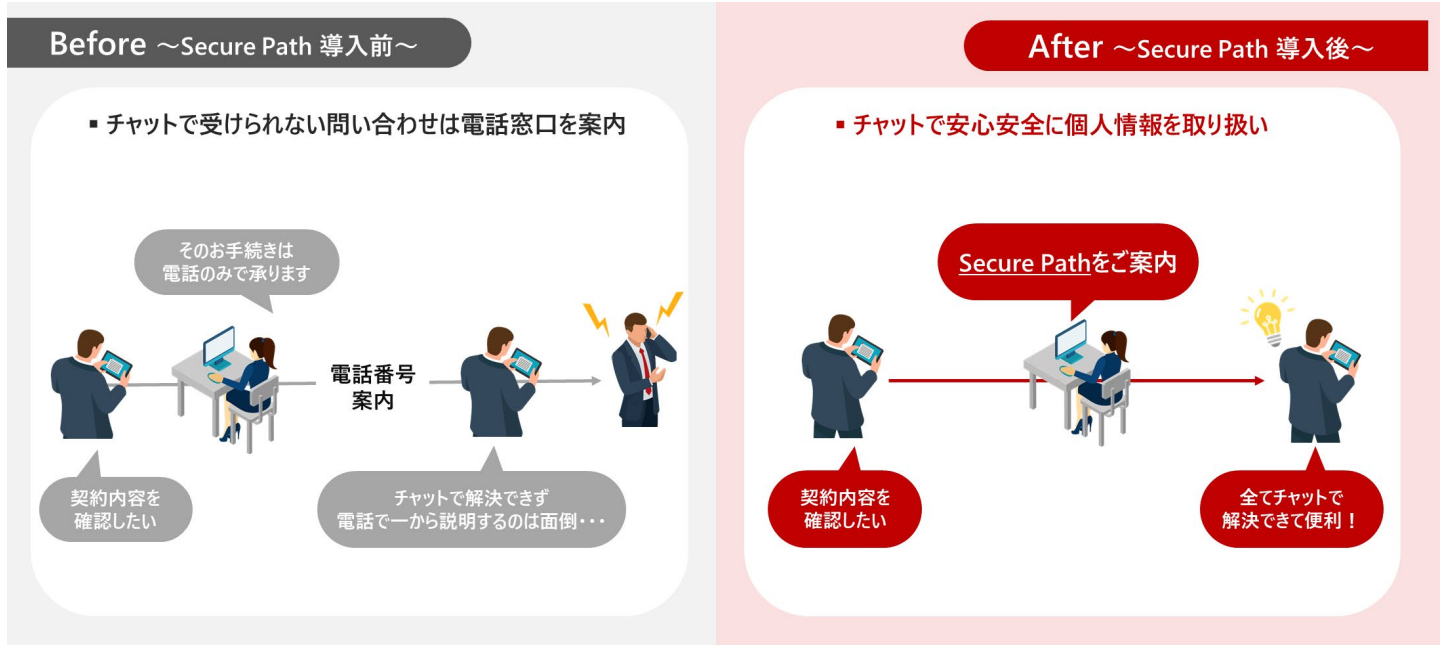 Before ～Secure Path 導入前～
▪ チャットで受けられない問い合わせは電話窓口を案内
そのお手続きは
電話のみで承ります
電話番号
案内
契約内容を
確認したい
チャットで解決できず
電話で一から説明するのは面倒・・・
After ～Secure Path 導入後～
▪ チャットで安心安全に個人情報を取り扱い
Secure Pathをご案内
契約内容を
確認したい
全てチャットで
解決できて便利！